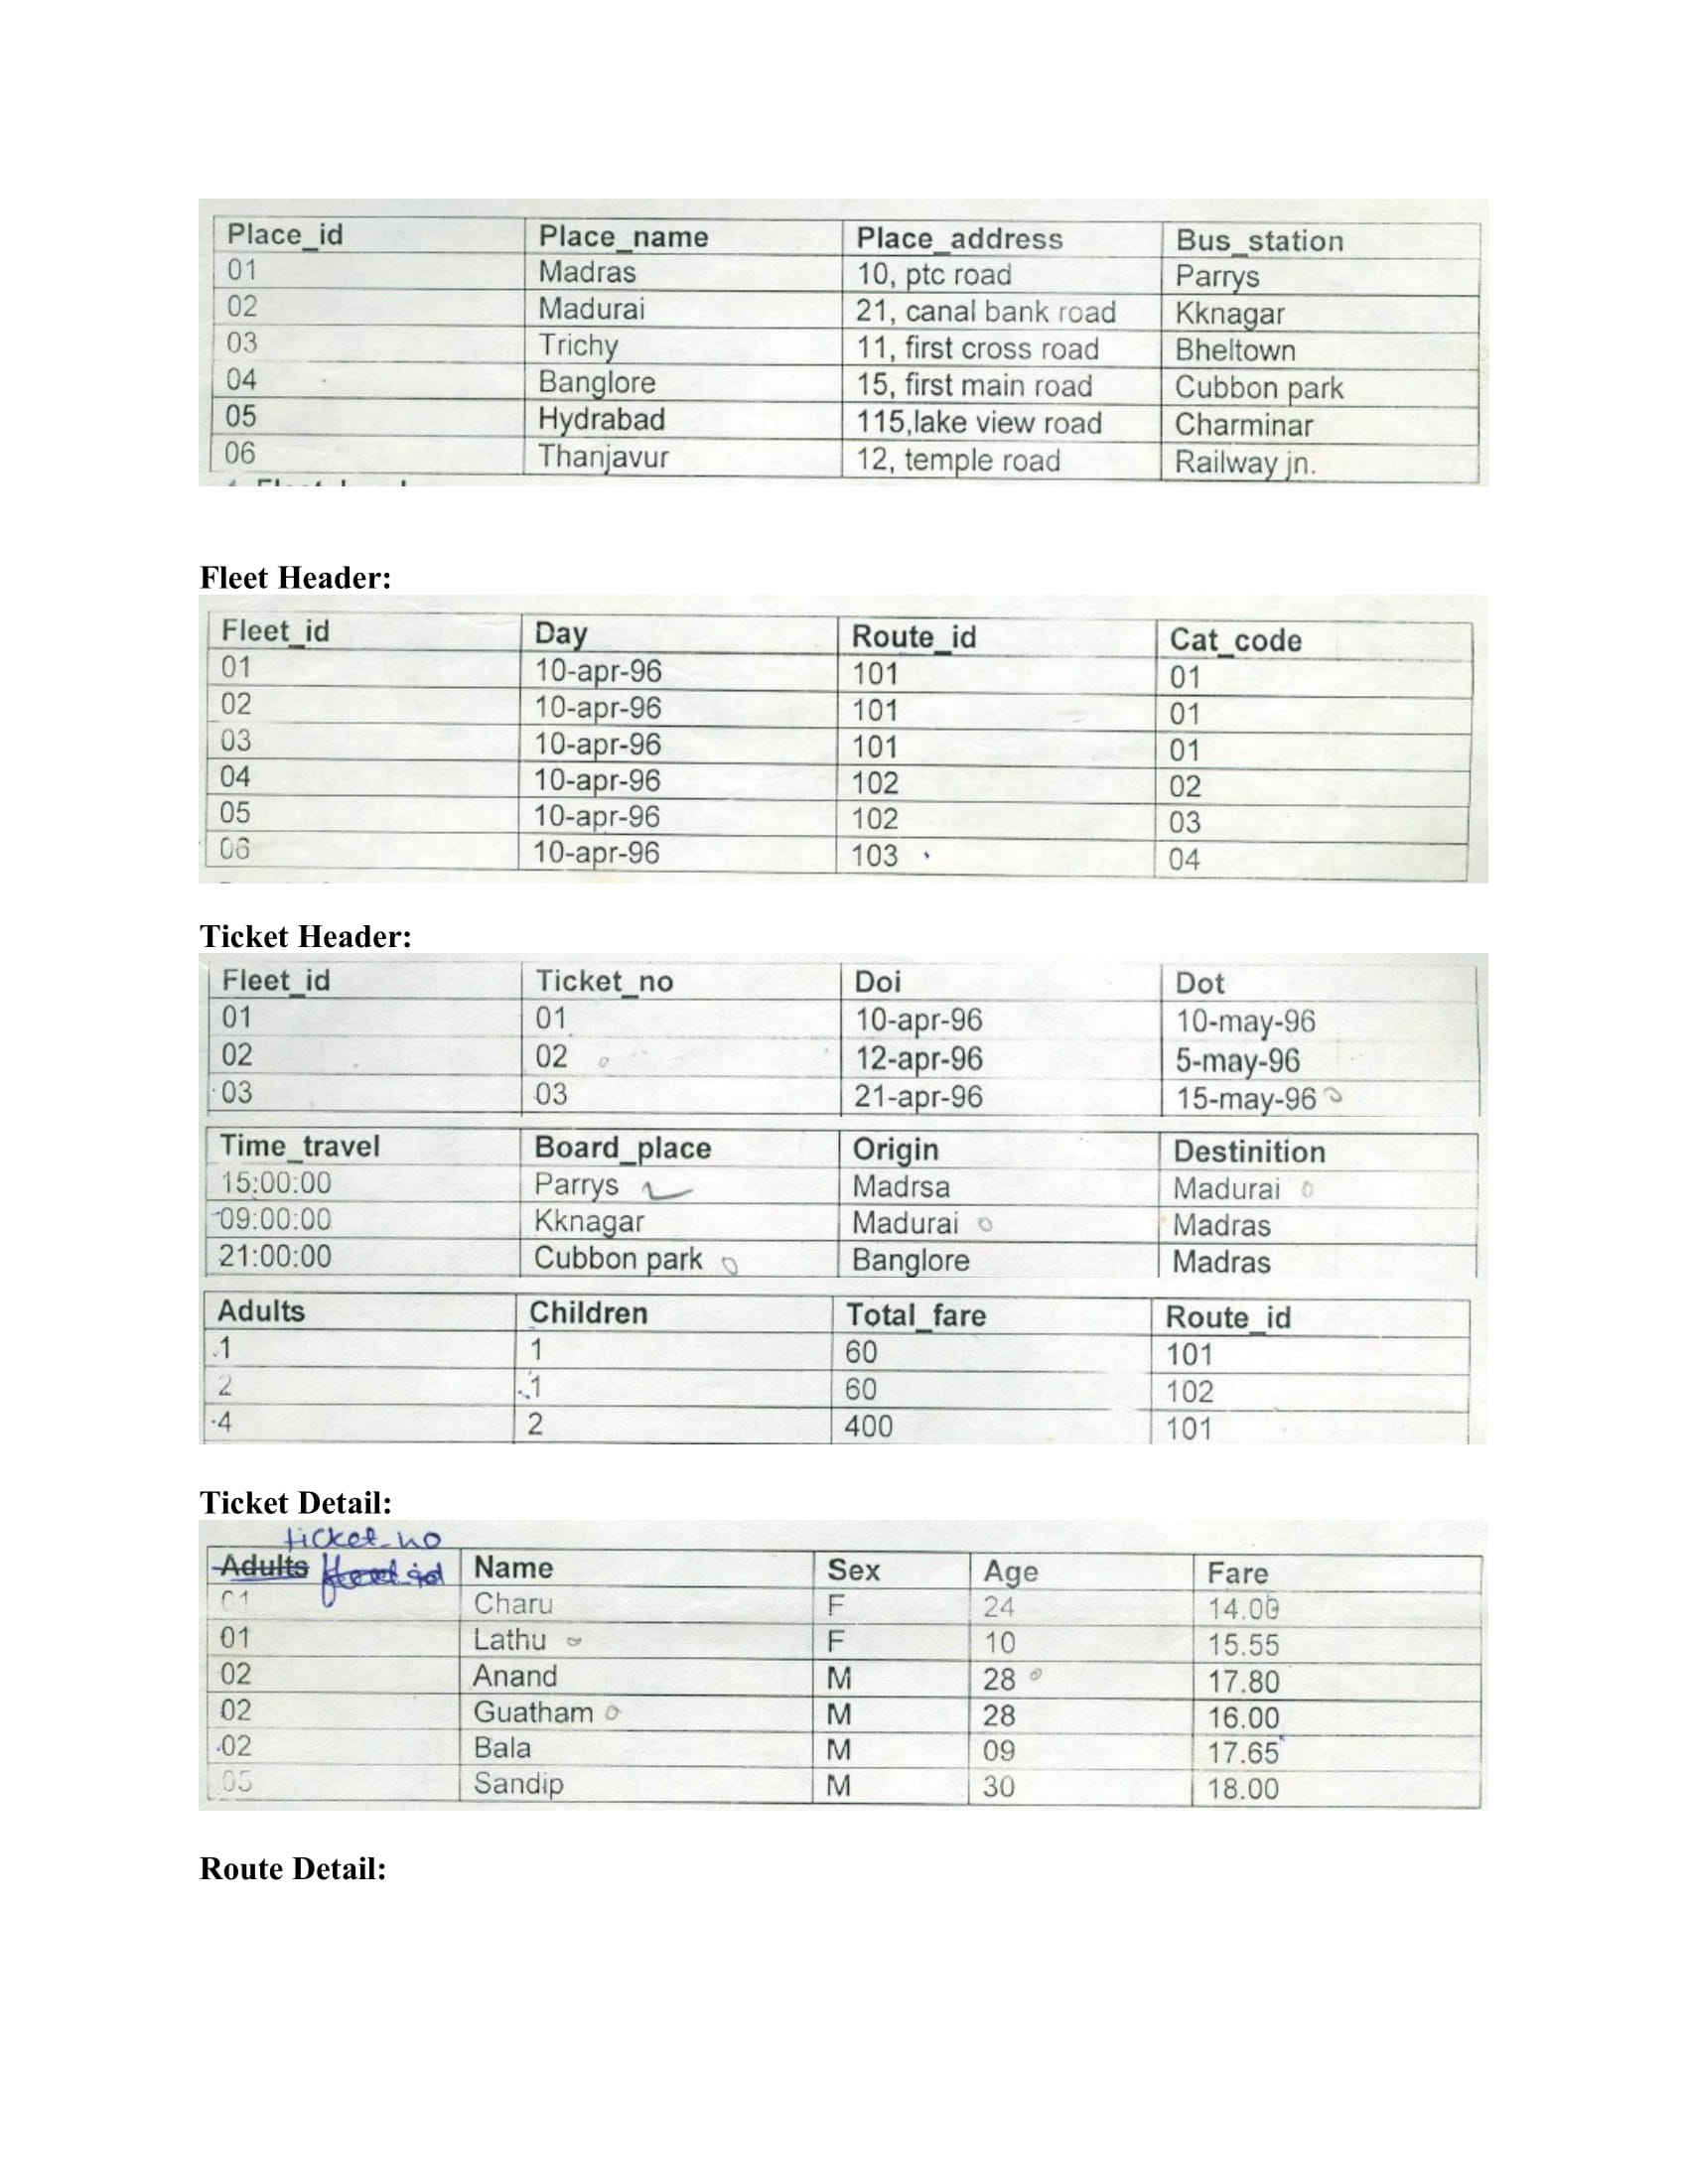 Place_id Place_name Place_address Bus_station
01 Madras 10, ptc road Parrys
02 Madurai 21, canal bank road Kknagar
03 Trichy 11, first cross road Bheltown
04 Banglore 15, first main road Cubbon park
05 Hydrabad 115,lake view road Charminar
06 Thanjavur 12, temple road Railway jn.
Fleet Header:
Fleet_id Day Route_id Cat_code
01 10-apr-96 101 01
02 10-apr-96 101 01
03 10-apr-96 101 01
04 10-apr-96 102 02
05 10-apr-96 102 03
06 10-apr-96 103 04
Ticket Header:
Fleet_id Ticket_no Doi Dot
01 01 10-apr-96 10-may-96
02 02 12-apr-96 5-may-96
03 03 21-apr-96 15-may-96
Time_travel Board_place Origin Destinition
15:00:00 Parrys Madrsa Madurai
09:00:00 Kknagar Madurai Madras
21:00:00 Cubbon park Banglore Madras
Adults Children Total_fare Route_id
1 1 60 101
2 1 60 102
4 2 400 101
Ticket Detail:
ticket_no
Adults fleet_id Name Sex Age Fare
01 Charu F 24 14.00
01 Lathu F 10 15.55
02 Anand M 28 17.80
02 Guatham M 28 16.00
02 Bala M 09 17.65
05 Sandip M 30 18.00
Route Detail: